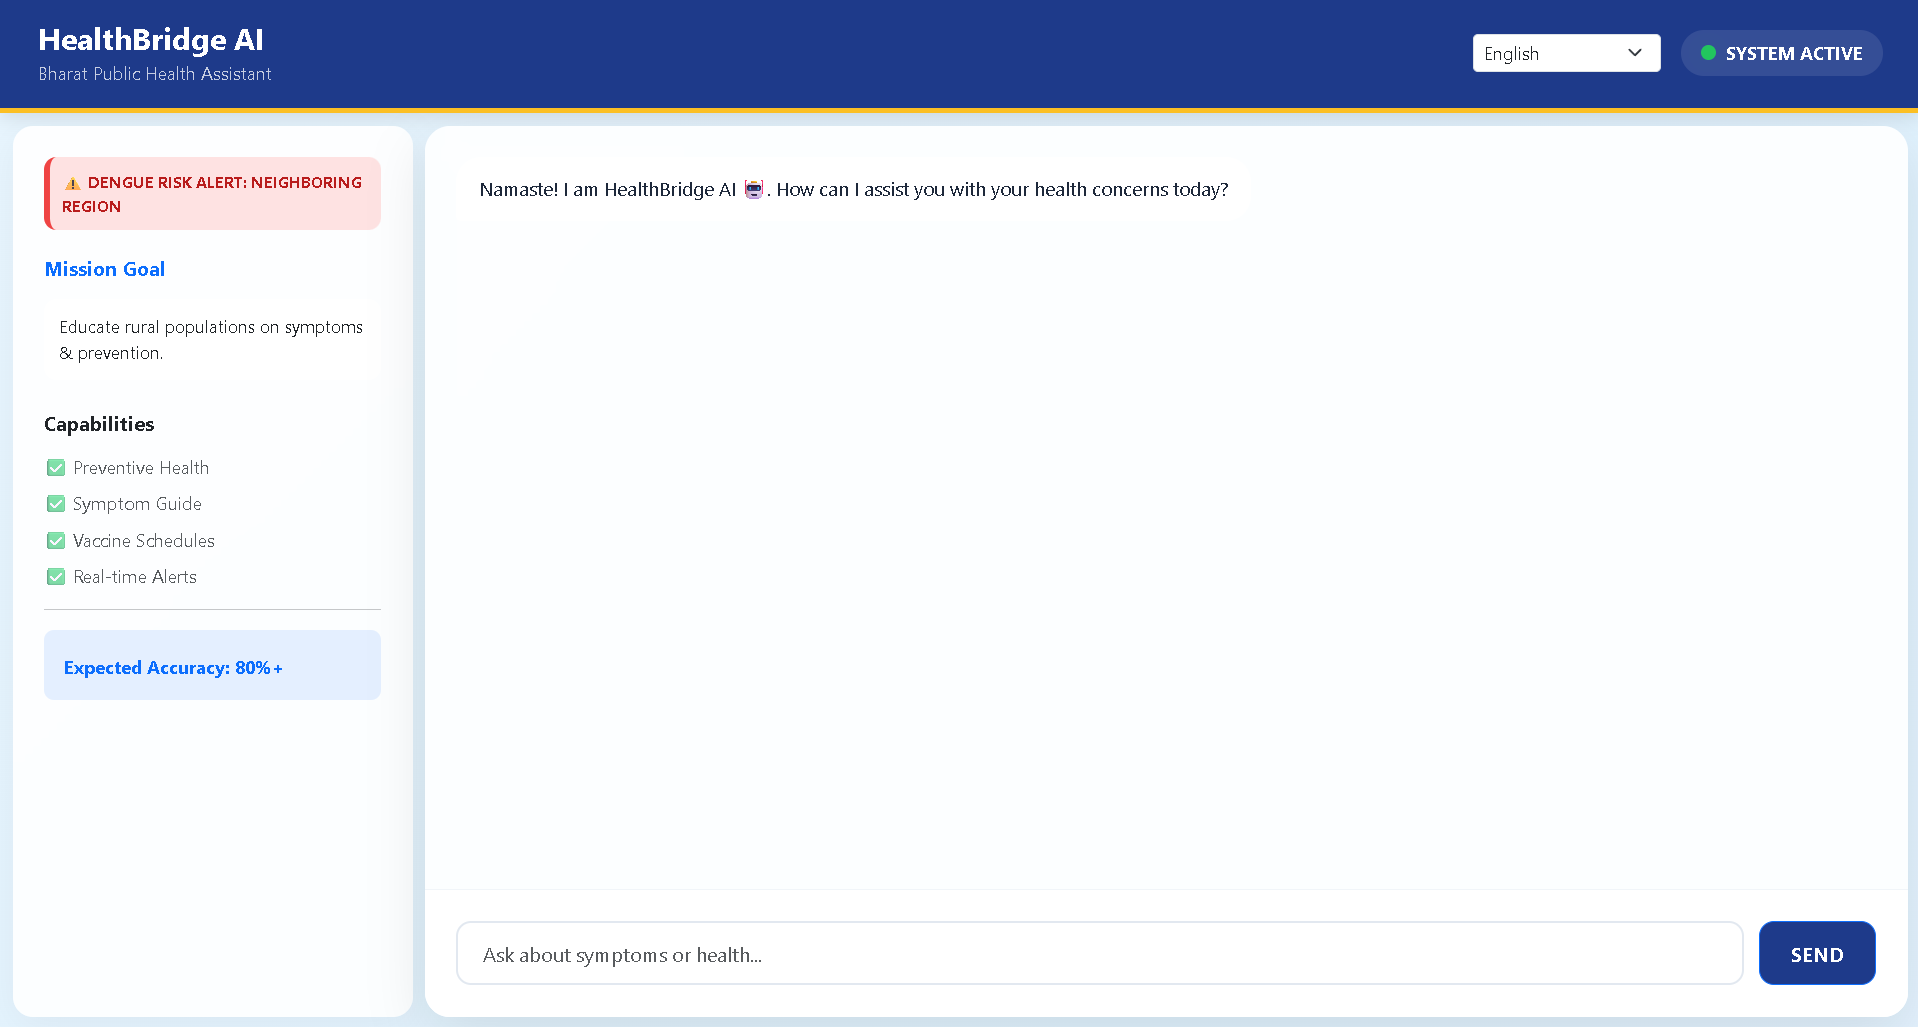 HealthBridge AI
Bharat Public Health Assistant
English
SYSTEM ACTIVE
⚠️ DENGUE RISK ALERT: NEIGHBORING
REGION
Mission Goal
Educate rural populations on symptoms
& prevention.
Capabilities
✅ Preventive Health
✅ Symptom Guide
✅ Vaccine Schedules
✅ Real-time Alerts
Expected Accuracy: 80%+
Namaste! I am HealthBridge AI 🤖. How can I assist you with your health concerns today?
Ask about symptoms or health...
SEND